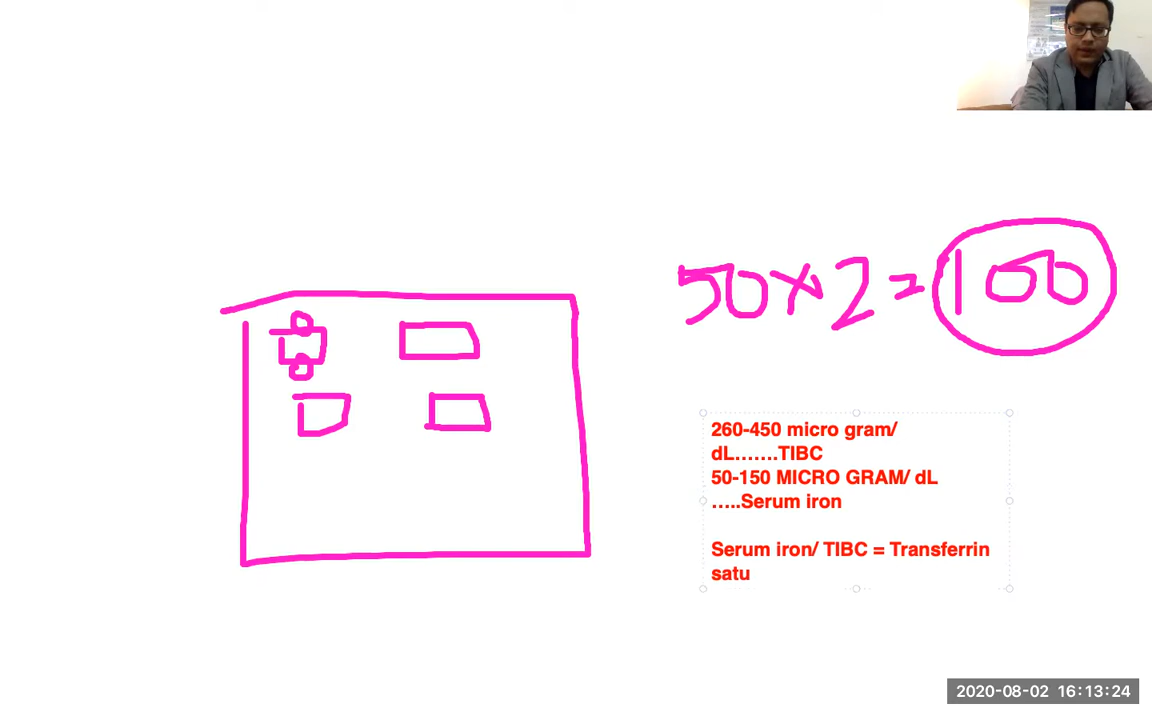 50×2=100
260-450 micro gram/
dL.......TIBC
50-150 MICRO GRAM/ dL
.....Serum iron
Serum iron/ TIBC = Transferrin
satu
2020-08-02 16:13:24